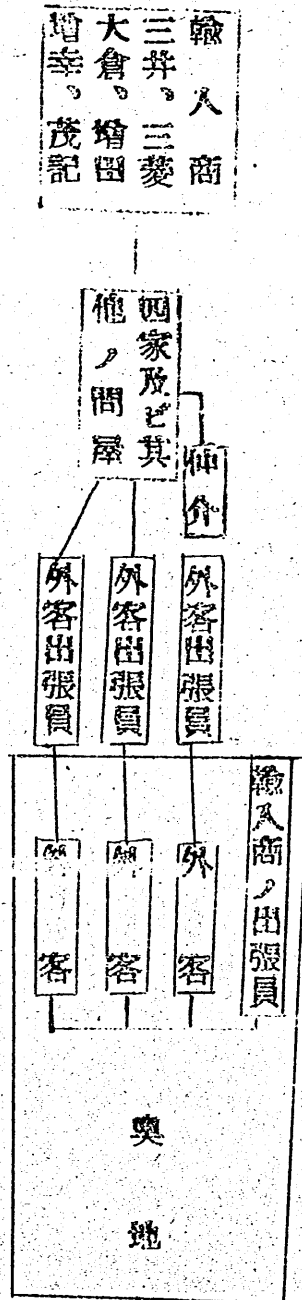 輸入商
三井、三菱
大倉、増田
増幸、茂記
四家及ビ其
他ノ問屋
仲介
外客出張員
外客出張員
外客出張員
輸入商ノ出張員
外客
外客
外客
奥地